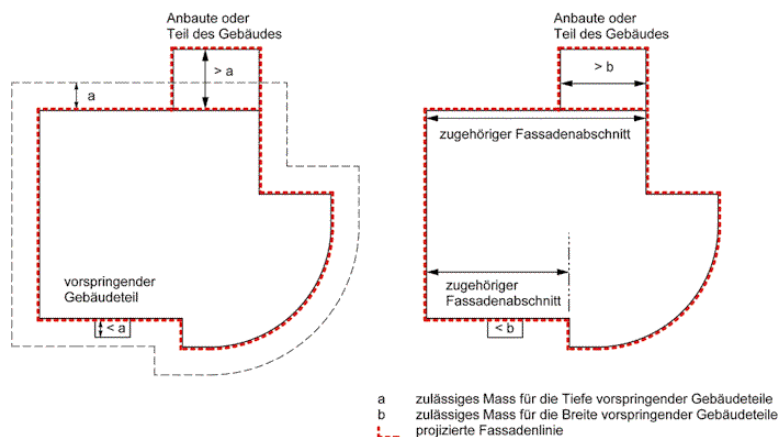 Anbaute oder
Teil des Gebäudes
> a
a
vorspringender
Gebäudeteil
< a
Anbaute oder
Teil des Gebäudes
> b
zugehöriger Fassadenabschnitt
zugehöriger
Fassadenabschnitt
< b
a zulässiges Mass für die Tiefe vorspringender Gebäudeteile
b zulässiges Mass für die Breite vorspringender Gebäudeteile
projizierte Fassadenlinie